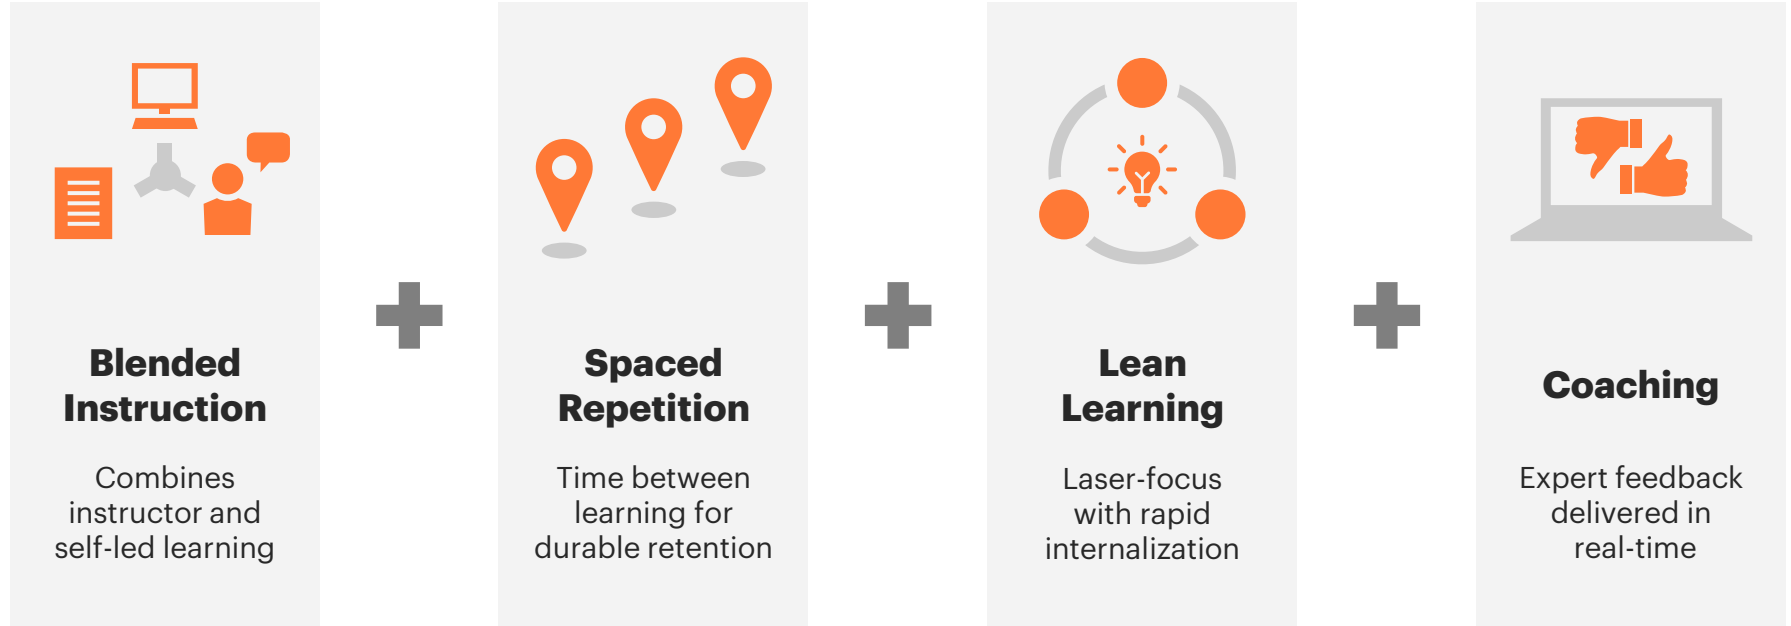 Blended
Instruction
Combines
instructor and
self-led learning
Spaced
Repetition
Time between
learning for
durable retention
Lean
Learning
Laser-focus
with rapid
internalization
Coaching
Expert feedback
delivered in
real-time